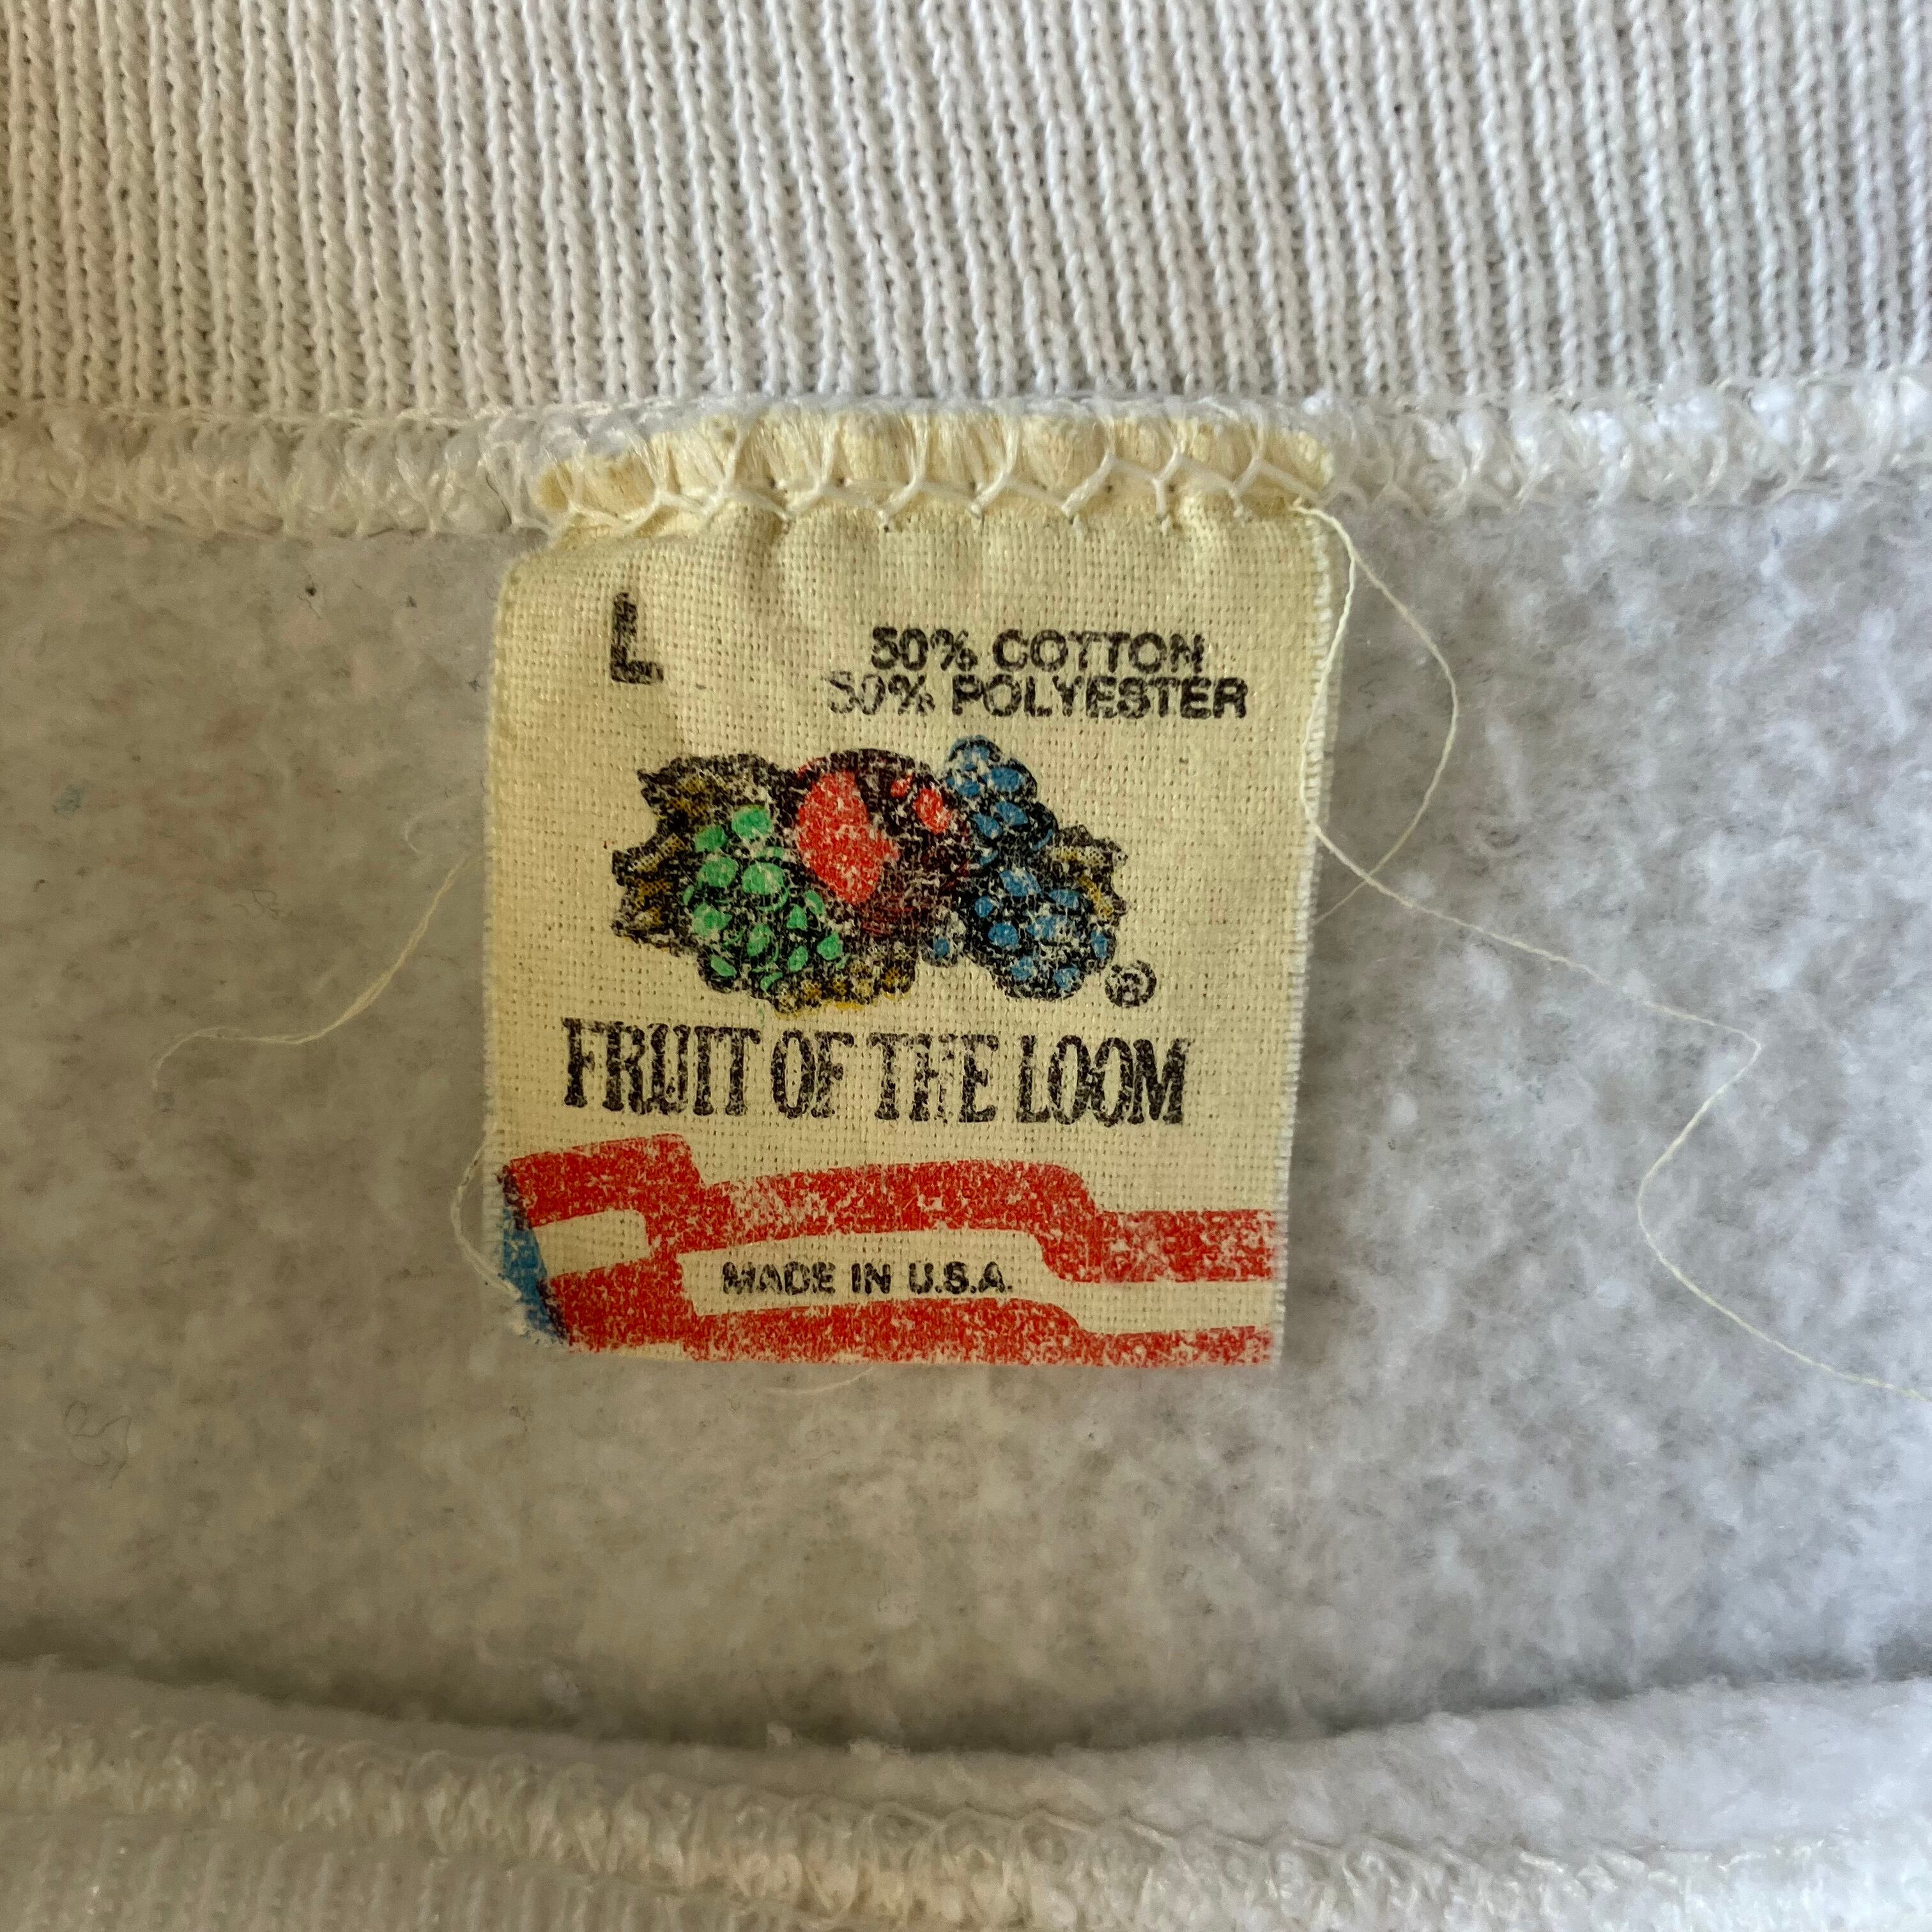 L
50% COTTON
50% POLYESTER
®
FRUIT OF THE LOOM
MADE IN U.S.A.